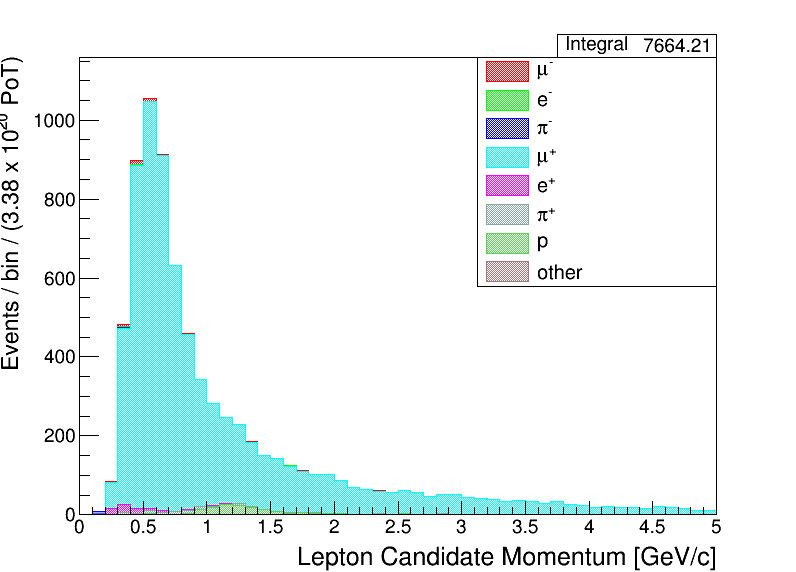 Integral 7664.21
μ⁻
e⁻
π⁻
μ⁺
e⁺
π⁺
p
other
Events / bin / (3.38 x 10²⁰ PoT)
1000
800
600
400
200
0
0 0.5 1 1.5 2 2.5 3 3.5 4 4.5 5
Lepton Candidate Momentum [GeV/c]